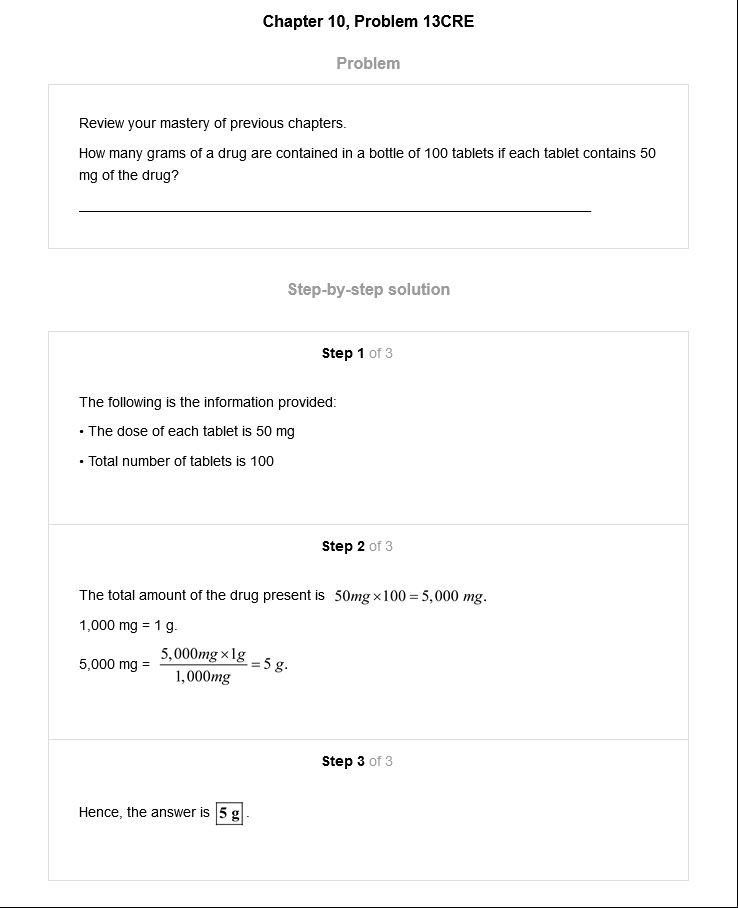 Chapter 10, Problem 13CRE
Problem
Review your mastery of previous chapters.
How many grams of a drug are contained in a bottle of 100 tablets if each tablet contains 50
mg of the drug?
Step-by-step solution
Step 1 of 3
The following is the information provided:
• The dose of each tablet is 50 mg
• Total number of tablets is 100
Step 2 of 3
The total amount of the drug present is 50mg×100=5,000 mg.
1,000 mg = 1 g.
5,000mg×1g
5,000 mg = =5 g.
1,000mg
Step 3 of 3
Hence, the answer is 5 g.